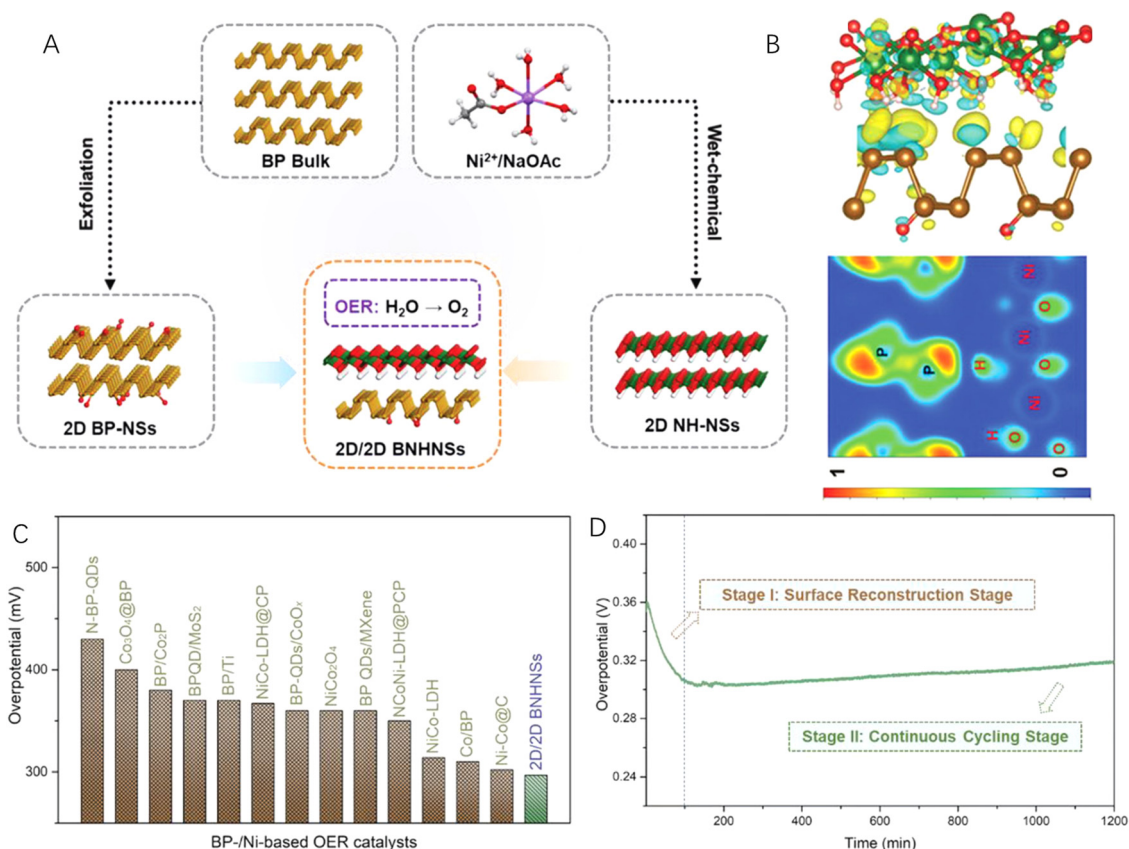 A
BP Bulk
Ni²⁺/NaOAc
Exfoliation
Wet-chemical
OER: H₂O → O₂
2D BP-NSs
2D/2D BNHNSs
2D NH-NSs
B
P
P
H
H
O
O
O
O
Ni
Ni
Ni
1
0
C
Overpotential (mV)
500
400
300
N-BP-QDs
Co₃O₄@BP
BP/Co₂P
BPQD/MoS₂
BP/Ti
NiCo-LDH@CP
BP-QDs/CoOₓ
NiCo₂O₄
BP QDs/MXene
NCoNi-LDH@PCP
NiCo-LDH
Co/BP
Ni-Co@C
2D/2D BNHNSs
BP-/Ni-based OER catalysts
D
Overpotential (V)
0.40
0.36
0.32
0.28
0.24
Stage I: Surface Reconstruction Stage
Stage II: Continuous Cycling Stage
200 400 600 800 1000 1200
Time (min)